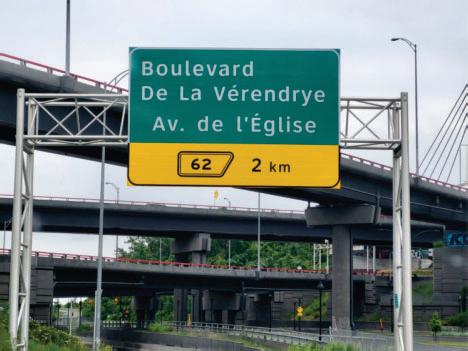 Boulevard
De La Vérendrye
Av. de l'Église
62 2 km